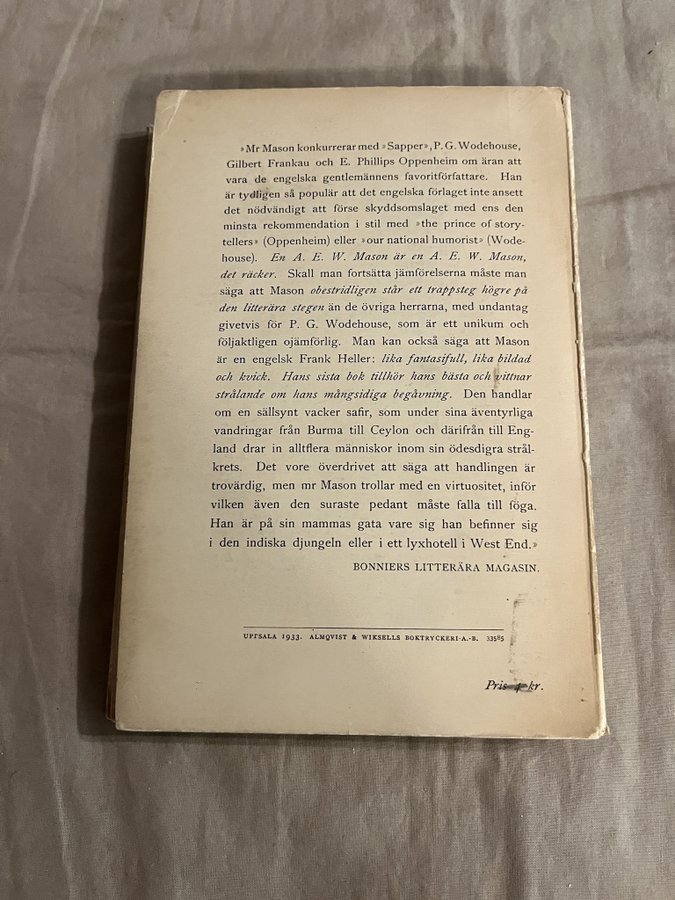 »Mr Mason konkurrerar med »Sapper», P. G. Wodehouse,
Gilbert Frankau och E. Phillips Oppenheim om äran att
vara de engelska gentlemännens favoritförfattare. Han
är tydligen så populär att det engelska förlaget inte ansett
det nödvändigt att förse skyddsomslaget med ens den
minsta rekommendation i stil med »the prince of story-
tellers» (Oppenheim) eller »our national humorist» (Wode-
house). En A. E. W. Mason är en A. E. W. Mason,
det räcker. Skall man fortsätta jämförelserna måste man
säga att Mason obestridligen står ett trappsteg högre på
den litterära stegen än de övriga herrarna, med undantag
givetvis för P. G. Wodehouse, som är ett unikum och
följaktligen ojämförlig. Man kan också säga att Mason
är en engelsk Frank Heller: lika fantasifull, lika bildad
och kvick. Hans sista bok tillhör hans bästa och vittnar
strålande om hans mångsidiga begåvning. Den handlar
om en sällsynt vacker safir, som under sina äventyrliga
vandringar från Burma till Ceylon och därifrån till Eng-
land drar in alltflera människor inom sin ödesdigra strål-
krets. Det vore överdrivet att säga att handlingen är
trovärdig, men mr Mason trollar med en virtuositet, inför
vilken även den suraste pedant måste falla till föga.
Han är på sin mammas gata vare sig han befinner sig
i den indiska djungeln eller i ett lyxhotell i West End.»
BONNIERS LITTERÄRA MAGASIN.
UPPSALA 1933. ALMQVIST & WIKSELLS BOKTRYCKERI-A.-B. 33585
Pris 4 kr.